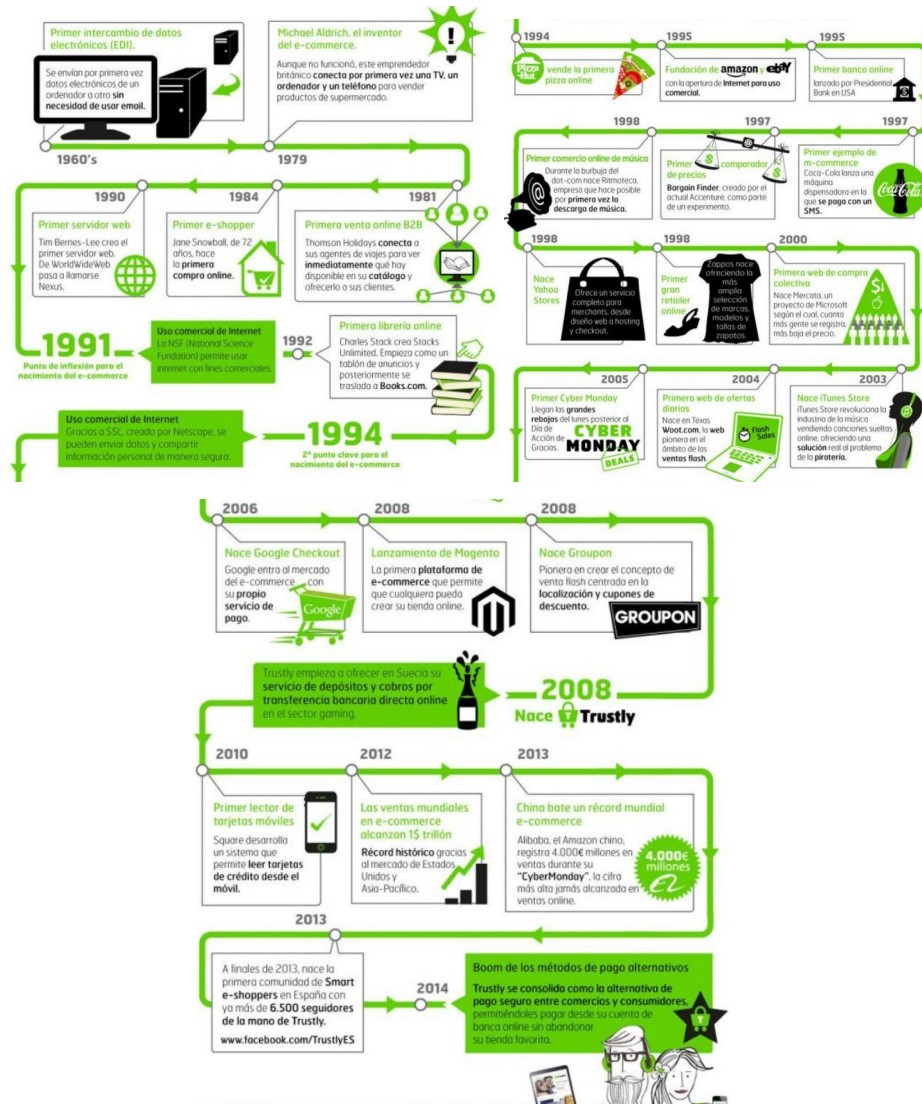 Primer intercambio de datos
electrónicos (EDI).
Se envían por primera vez
datos electrónicos de un
ordenador a otro sin
necesidad de usar email.
1960's
Michael Aldrich, el inventor
del e-commerce.
Aunque no funcionó, este emprendedor
británico conecta por primera vez una TV, un
ordenador y un teléfono para vender
productos de supermercado.
1979
1981
Primera venta online B2B
Thomson Holidays conecta a
sus agentes de viajes para ver
inmediatamente qué hay
disponible en su catálogo y
ofrecerlo a sus clientes.
1984
Primer e-shopper
Jane Snowball, de 72
años, hace
la primera
compra online.
1990
Primer servidor web
Tim Bernes-Lee crea el
primer servidor web.
De WorldWideWeb
pasa a llamarse
Nexus.
1991
Punto de inflexión para el
nacimiento del e-commerce
Uso comercial de Internet
La NSF (National Science
Fundation) permite usar
internet con fines comerciales.
1992
Primera librería online
Charles Stack crea Stacks
Unlimited. Empieza como un
tablón de anuncios y
posteriormente se
traslada a Books.com.
1994
2º punto clave para el
nacimiento del e-commerce
Uso comercial de Internet
Gracias a SSL, creado por Netscape, se
pueden enviar datos y compartir
información personal de manera segura.
1994
Pizza
Hut
vende la primera
pizza online
1995
Fundación de amazon y ebay
con la apertura de Internet para uso
comercial.
1995
Primer banco online
lanzado por Presidential
Bank en USA
1997
Primer ejemplo de
m-commerce
Coca-Cola lanza una
máquina
dispensadora en la
que se paga con un
SMS.
Coca-Cola
1997
Primer comparador
de precios
Bargain Finder, creado por el
actual Accenture, como parte
de un experimento.
1998
Primer comercio online de música
Durante la burbuja del
dot-com nace Ritmoteca,
empresa que hace posible
por primera vez la
descarga de música.
1998
Nace
Yahoo
Stores
Ofrece un servicio
completo para
merchants, desde
diseño web a hosting
y checkout.
1998
Primer
gran
retailer
online
Zappos nace
ofreciendo la
más
amplia
selección
de marcas,
modelos y
tallas de
zapatos.
2000
Primera web de compra
colectiva
Nace Mercata, un
proyecto de Microsoft
según el cual, cuanta
más gente se registra,
más baja el precio.
2003
Nace iTunes Store
iTunes Store revoluciona la
industria de la música
vendiendo canciones sueltas
online, ofreciendo una
solución real al problema
de la piratería.
2004
Primera web de ofertas
diarias
Nace en Texas
Woot.com, la web
pionera en el
ámbito de las
ventas flash.
Flash
Sales
2005
Primer Cyber Monday
Llegan las grandes
rebajas del lunes posterior al
Día de
Acción de
Gracias.
CYBER
MONDAY
DEALS
2006
Nace Google Checkout
Google entra al mercado
del e-commerce con
su propio
servicio de
pago.
Google
2008
Lanzamiento de Magento
La primera plataforma de
e-commerce que permite
que cualquiera pueda
crear su tienda online.
2008
Nace Groupon
Pionera en crear el concepto de
venta flash centrada en la
localización y cupones de
descuento.
GROUPON
2008
Nace Trustly
Trustly empieza a ofrecer en Suecia su
servicio de depósitos y cobros por
transferencia bancaria directa online
en el sector gaming.
2010
Primer lector de
tarjetas móviles
Square desarrolla
un sistema que
permite leer tarjetas
de crédito desde el
móvil.
2012
Las ventas mundiales
en e-commerce
alcanzan 1$ trillón
Récord histórico gracias
al mercado de Estados
Unidos y
Asia-Pacífico.
2013
China bate un récord mundial
e-commerce
Alibaba, el Amazon chino,
registra 4.000€ millones en
ventas durante su
"CyberMonday", la cifra
más alta jamás alcanzada en
ventas online.
4.000€
millones
2013
A finales de 2013, nace la
primera comunidad de Smart
e-shoppers en España con
ya más de 6.500 seguidores
de la mano de Trustly.
www.facebook.com/TrustlyES
2014
Boom de los métodos de pago alternativos
Trustly se consolida como la alternativa de
pago seguro entre comercios y consumidores,
permitiéndoles pagar desde su cuenta de
banca online sin abandonar
su tienda favorita.